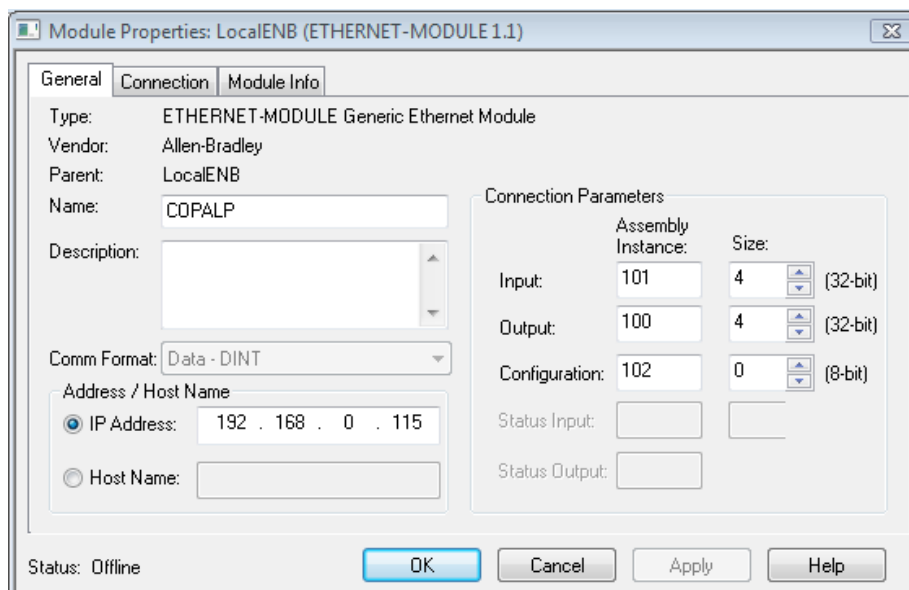 Module Properties: LocalENB (ETHERNET-MODULE 1.1)
General Connection Module Info
Type: ETHERNET-MODULE Generic Ethernet Module
Vendor: Allen-Bradley
Parent: LocalENB
Name: COPALP
Description:
Comm Format: Data - DINT
Address / Host Name
IP Address: 192 . 168 . 0 . 115
Host Name:
Connection Parameters
Assembly
Instance: Size:
Input: 101 4 (32-bit)
Output: 100 4 (32-bit)
Configuration: 102 0 (8-bit)
Status Input:
Status Output:
Status: Offline OK Cancel Apply Help